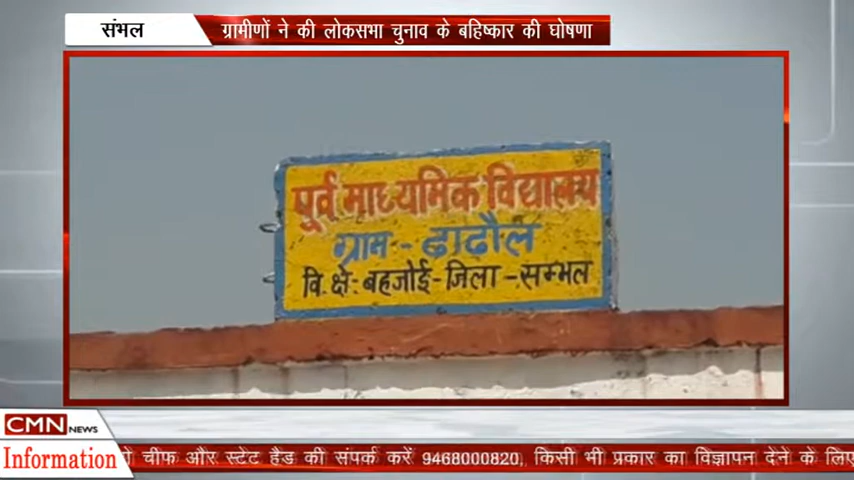 संभल
ग्रामीणों ने की लोकसभा चुनाव के बहिष्कार की घोषणा
पूर्व माध्यमिक विद्यालय
ग्राम - ढाढौल
वि. क्षे.- बहजोई - जिला - सम्भल
CMN NEWS
Information
चीफ और स्टेट हैड की संपर्क करें 9468000820, किसी भी प्रकार का विज्ञापन देने के लिए